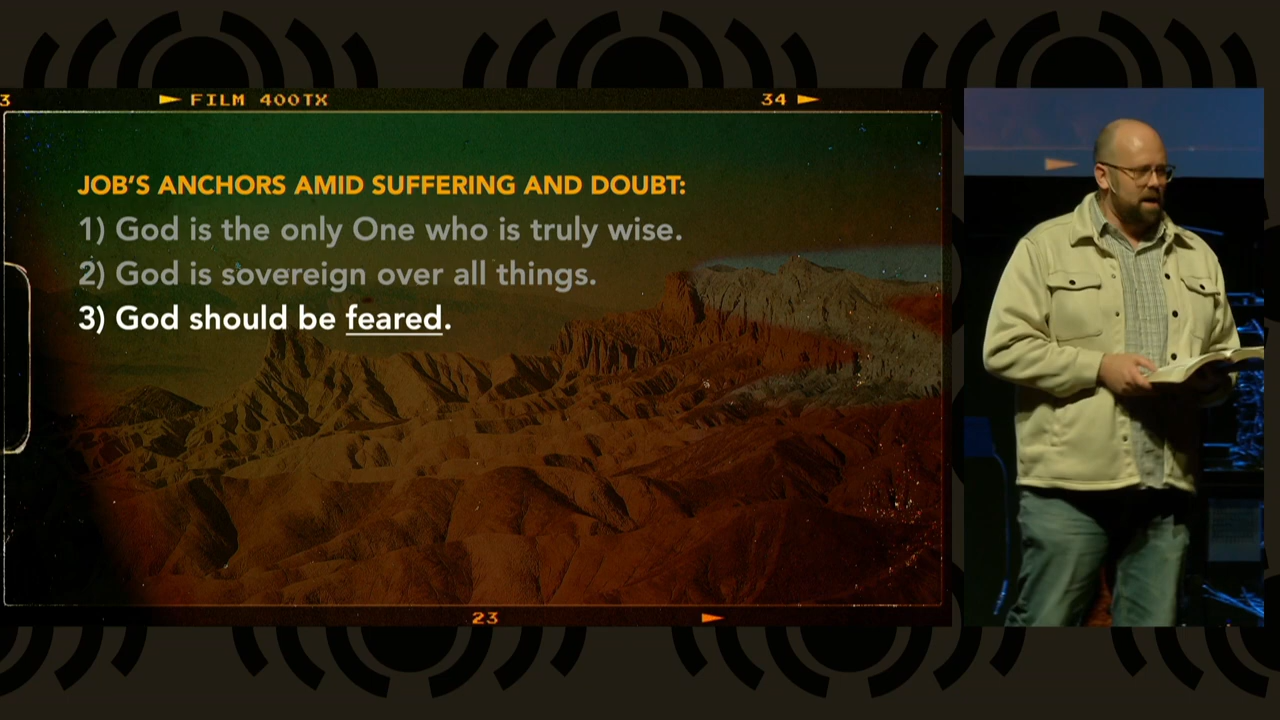 3 FILM 400TX 34
JOB'S ANCHORS AMID SUFFERING AND DOUBT:
1) God is the only One who is truly wise.
2) God is sovereign over all things.
3) God should be feared.
23